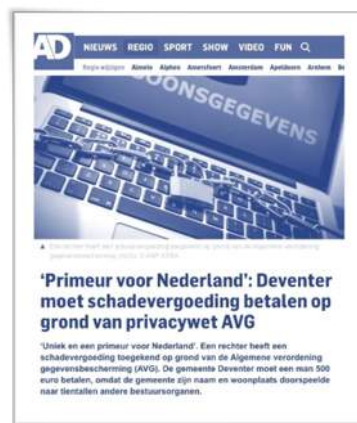 AD NIEUWS REGIO SPORT SHOW VIDEO FUN
Regio wijzigen Almelo Alphen Amersfoort Amsterdam Apeldoorn Arnhem
SOONSGEGEVENS
‘Primeur voor Nederland’: Deventer
moet schadevergoeding betalen op
grond van privacywet AVG
‘Uniek en een primeur voor Nederland’. Een rechter heeft een
schadevergoeding toegekend op grond van de Algemene verordening
gegevensbescherming (AVG). De gemeente Deventer moet een man 500
euro betalen, omdat de gemeente zijn naam en woonplaats doorspeelde
naar tientallen andere bestuursorganen.